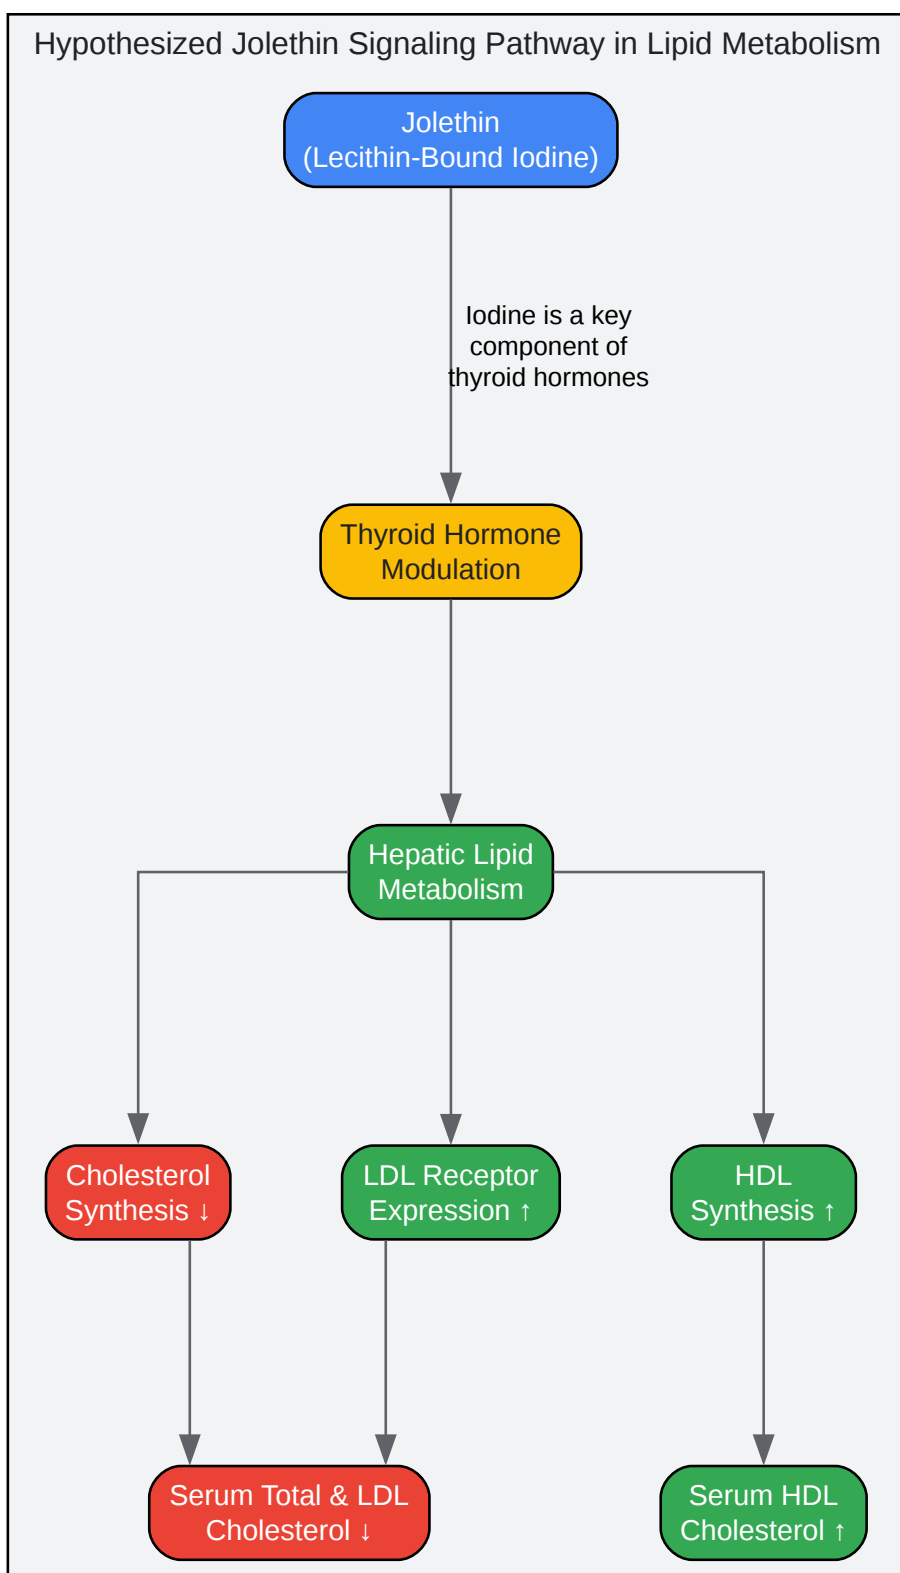 Hypothesized Jolethin Signaling Pathway in Lipid Metabolism
Jolethin
(Lecithin-Bound Iodine)
Iodine is a key
component of
thyroid hormones
Thyroid Hormone
Modulation
Hepatic Lipid
Metabolism
Cholesterol
Synthesis ↓
LDL Receptor
Expression ↑
HDL
Synthesis ↑
Serum Total & LDL
Cholesterol ↓
Serum HDL
Cholesterol ↑